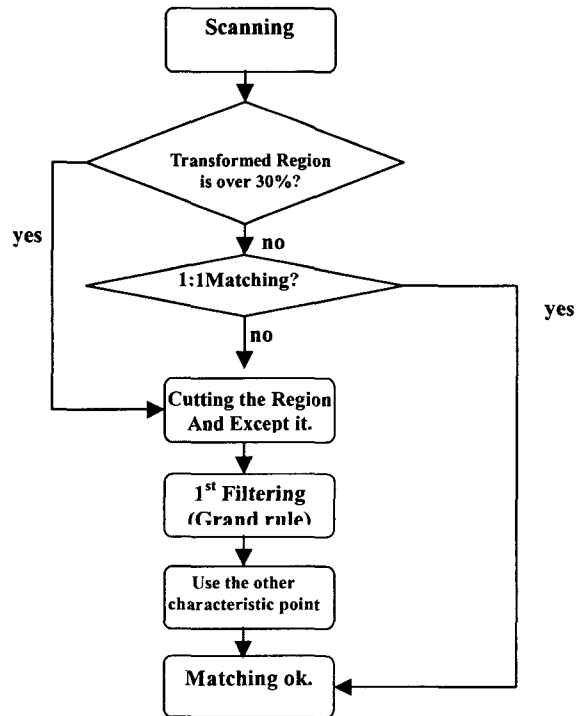 Scanning
Transformed Region
is over 30%?
yes
no
1:1Matching?
yes
no
Cutting the Region
And Except it.
1st Filtering
(Grand rule)
Use the other
characteristic point
Matching ok.